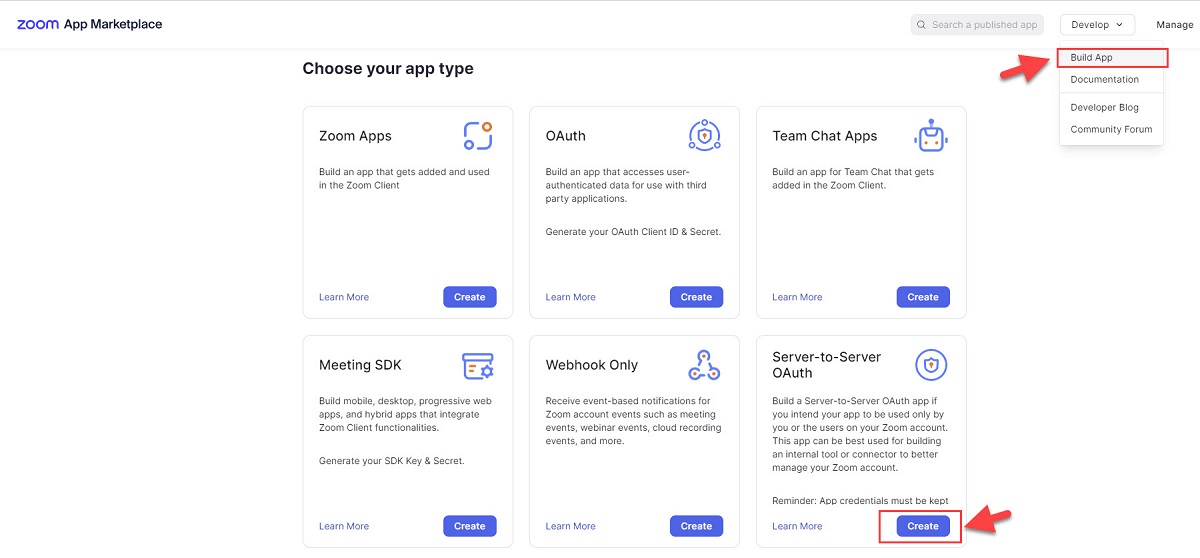 zoom App Marketplace
Search a published app
Develop
Manage
Build App
Documentation
Developer Blog
Community Forum
Choose your app type
Zoom Apps
Build an app that gets added and used
in the Zoom Client
Learn More
Create
OAuth
Build an app that accesses user-
authenticated data for use with third
party applications.
Generate your OAuth Client ID & Secret.
Learn More
Create
Team Chat Apps
Build an app for Team Chat that gets
added in the Zoom Client.
Learn More
Create
Meeting SDK
Build mobile, desktop, progressive web
apps, and hybrid apps that integrate
Zoom Client functionalities.
Generate your SDK Key & Secret.
Learn More
Create
Webhook Only
Receive event-based notifications for
Zoom account events such as meeting
events, webinar events, cloud recording
events, and more.
Learn More
Create
Server-to-Server
OAuth
Build a Server-to-Server OAuth app if
you intend your app to be used only by
you or the users on your Zoom account.
This app can be best used for building
an internal tool or connector to better
manage your Zoom account.
Reminder: App credentials must be kept
Learn More
Create